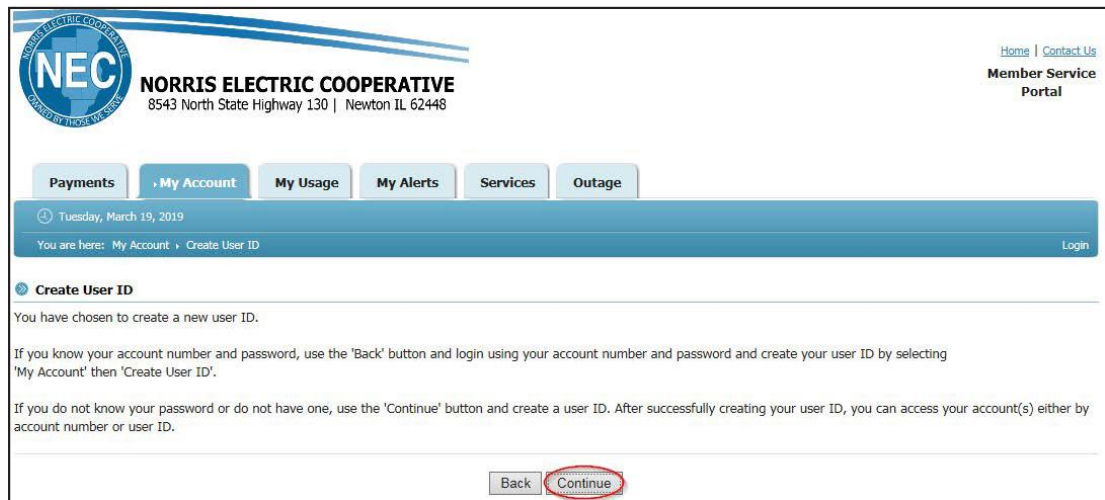 NORRIS ELECTRIC COOPERATIVE
NEC
OWNED BY THOSE WE SERVE
NORRIS ELECTRIC COOPERATIVE
8543 North State Highway 130 | Newton IL 62448
Home | Contact Us
Member Service
Portal
Payments My Account My Usage My Alerts Services Outage
Tuesday, March 19, 2019
You are here: My Account Create User ID Login
Create User ID
You have chosen to create a new user ID.
If you know your account number and password, use the 'Back' button and login using your account number and password and create your user ID by selecting
'My Account' then 'Create User ID'.
If you do not know your password or do not have one, use the 'Continue' button and create a user ID. After successfully creating your user ID, you can access your account(s) either by
account number or user ID.
Back Continue